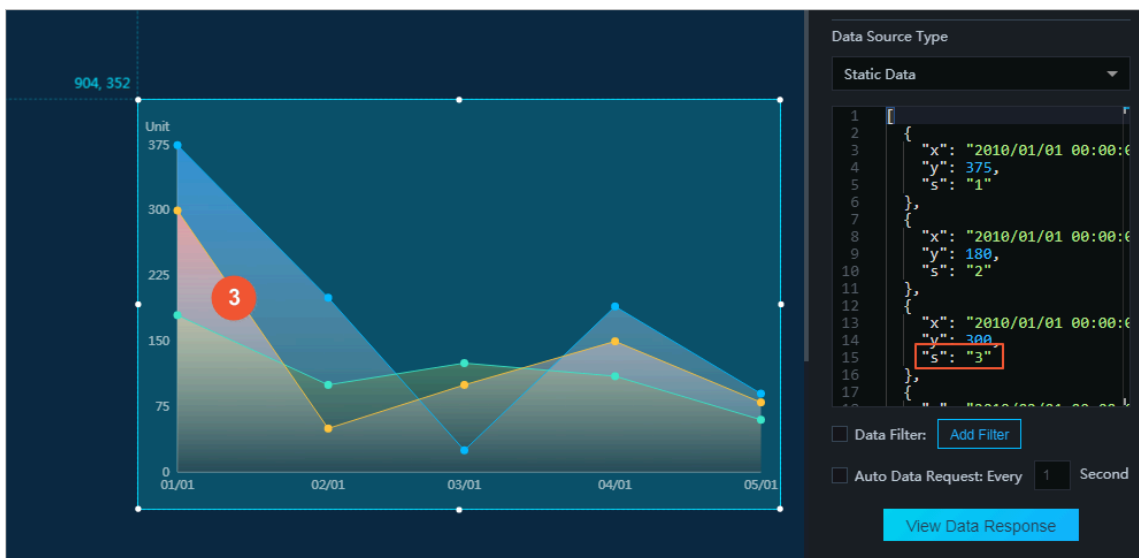 904, 352
Unit
375
300
225
150
75
0
01/01 02/01 03/01 04/01 05/01
3
Data Source Type
Static Data
1 [
2 {
3 "x": "2010/01/01 00:00:0
4 "y": 375,
5 "s": "1"
6 },
7 {
8 "x": "2010/01/01 00:00:0
9 "y": 180,
10 "s": "2"
11 },
12 {
13 "x": "2010/01/01 00:00:0
14 "y": 300,
15 "s": "3"
16 },
17 {
Data Filter: Add Filter
Auto Data Request: Every 1 Second
View Data Response